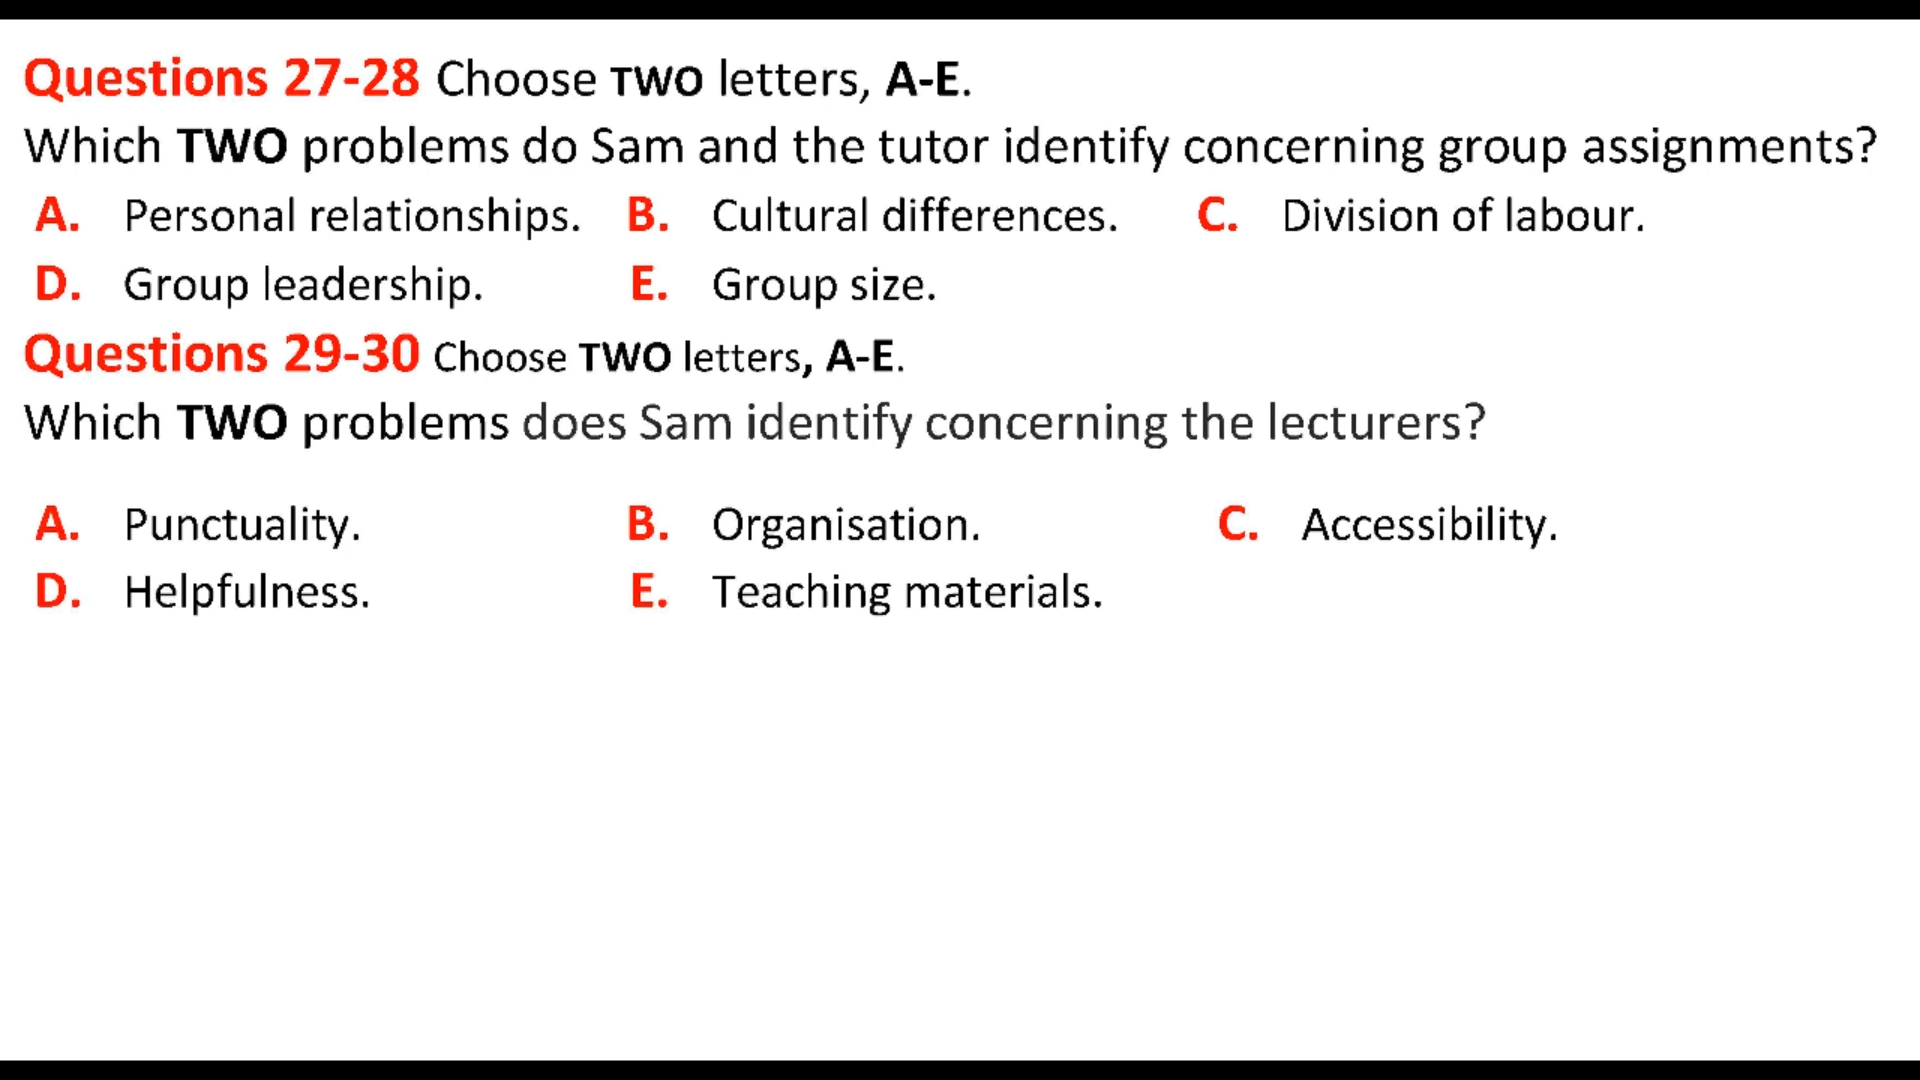 Questions 27-28 Choose TWO letters, A-E.
Which TWO problems do Sam and the tutor identify concerning group assignments?
A. Personal relationships. B. Cultural differences. C. Division of labour.
D. Group leadership. E. Group size.
Questions 29-30 Choose TWO letters, A-E.
Which TWO problems does Sam identify concerning the lecturers?
A. Punctuality. B. Organisation. C. Accessibility.
D. Helpfulness. E. Teaching materials.